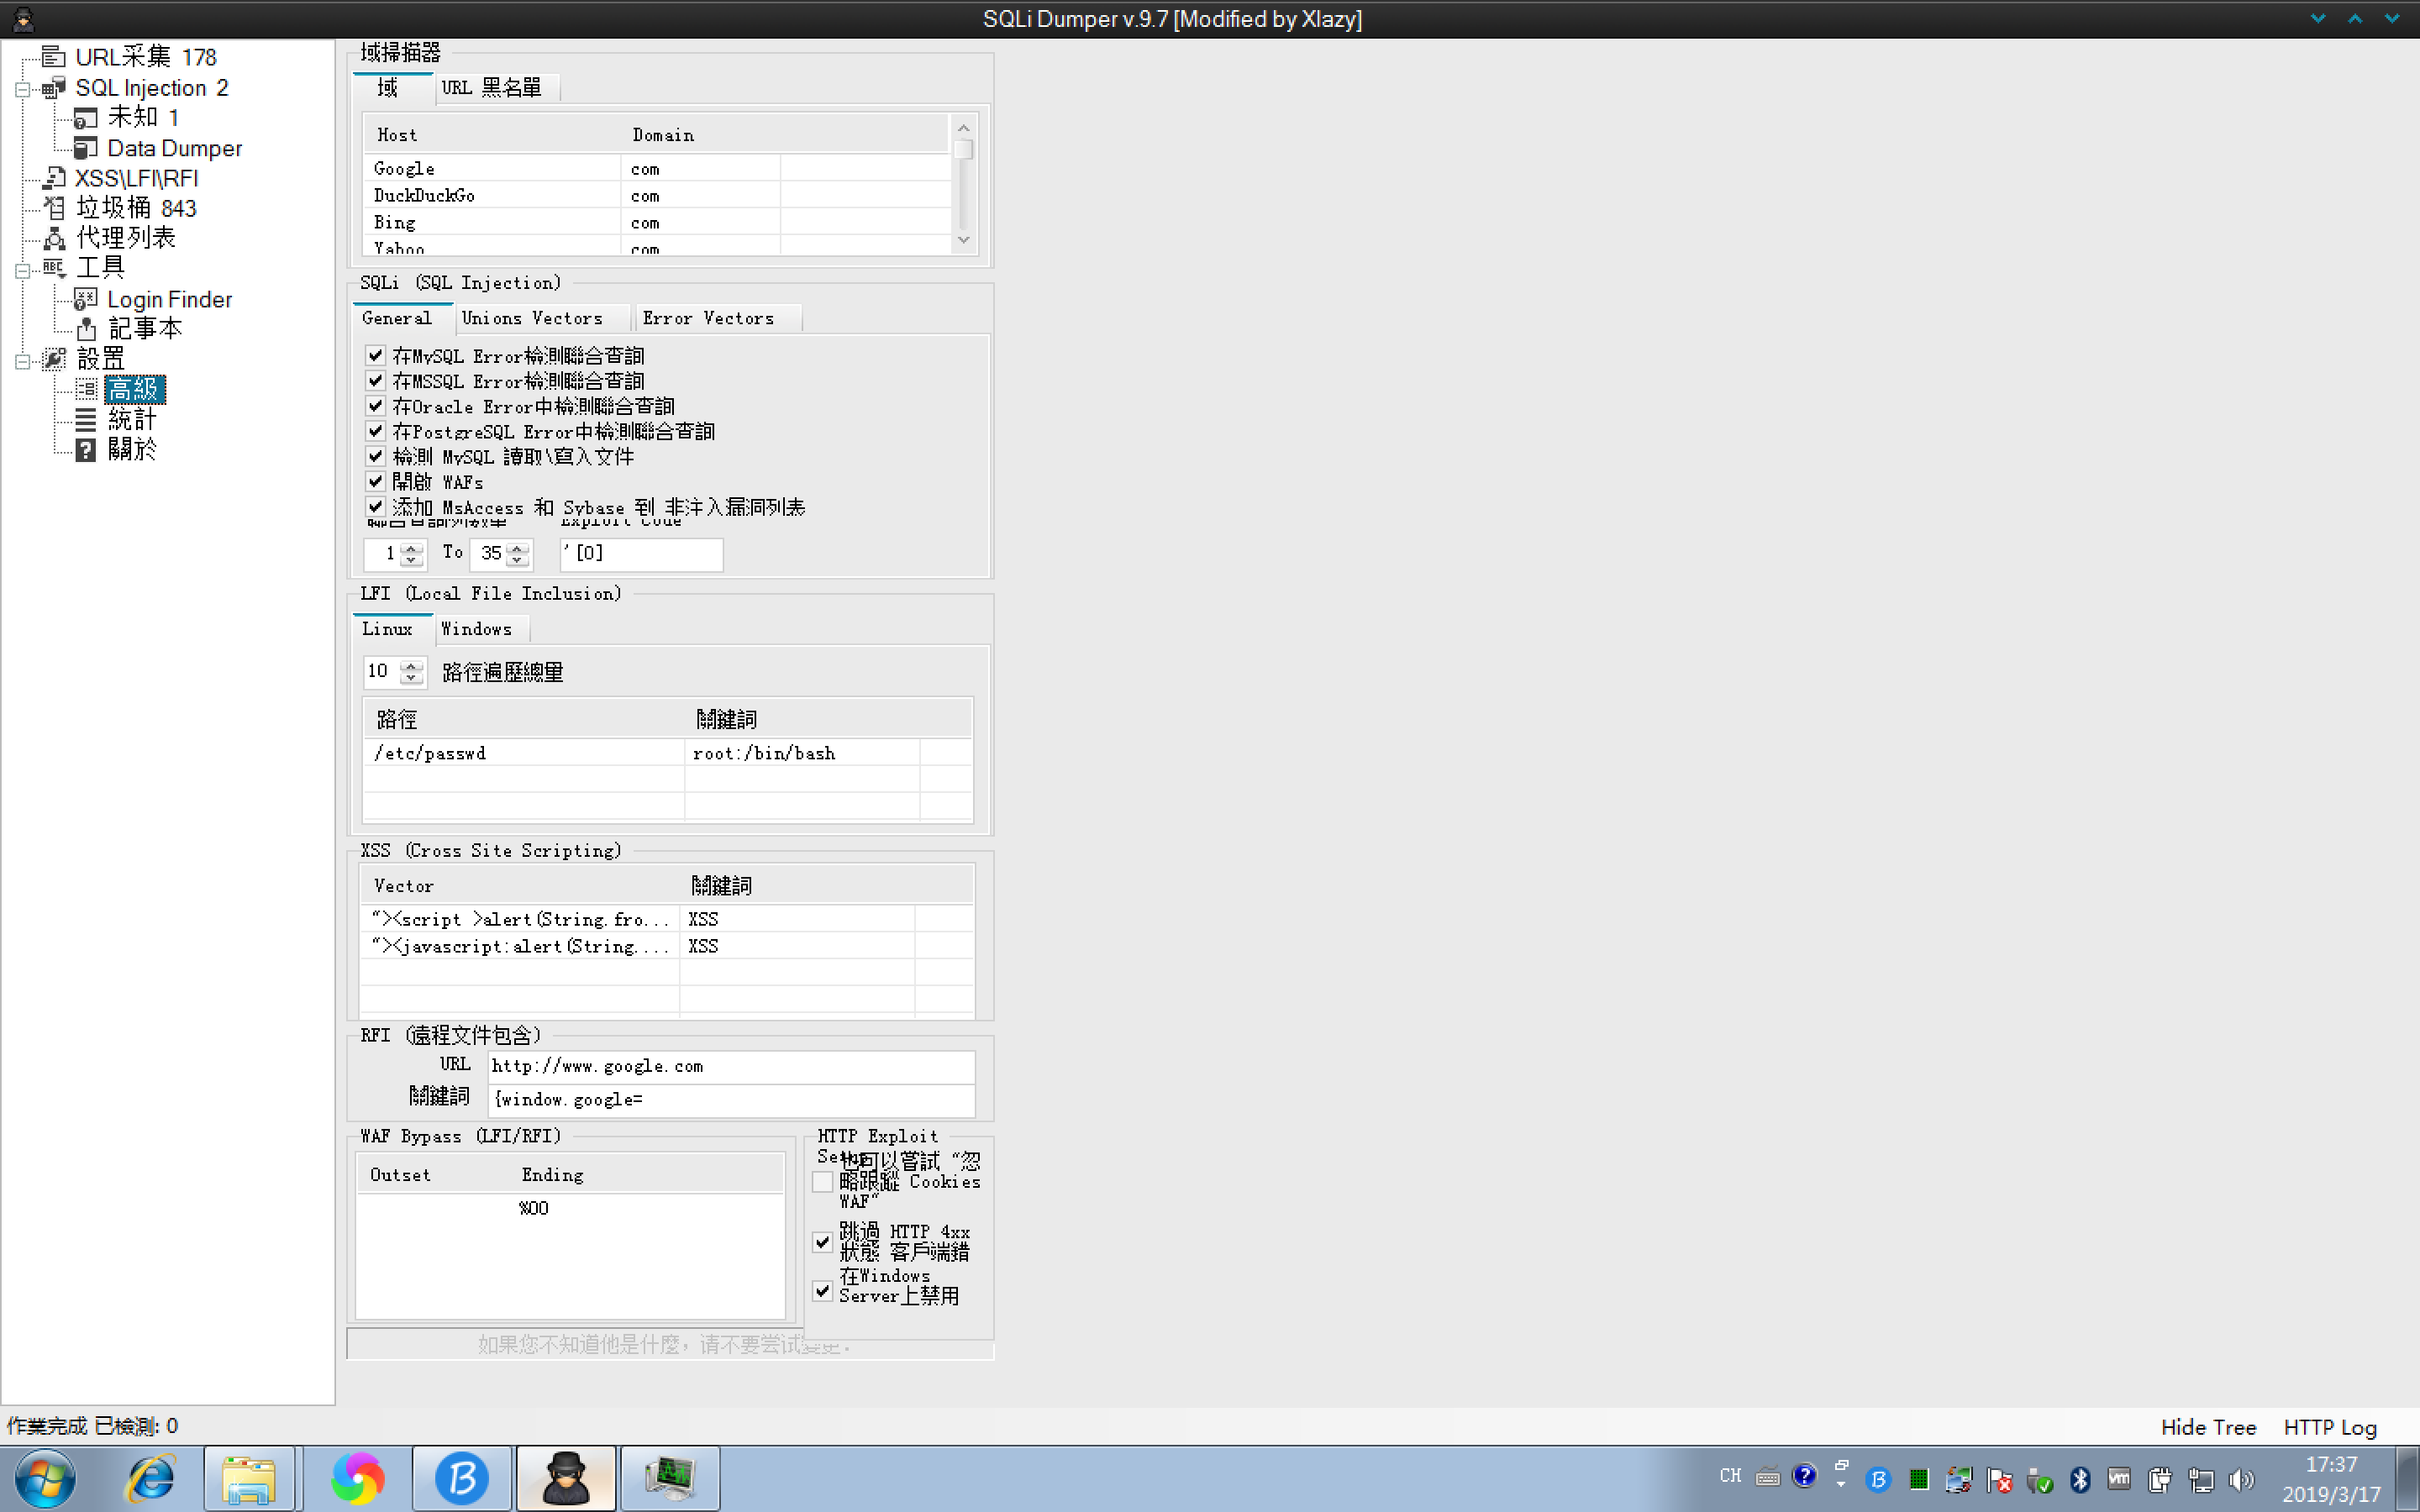 SQLi Dumper v.9.7 [Modified by Xlazy]
URL采集 178
SQL Injection 2
未知 1
Data Dumper
XSS\LFI\RFI
垃圾桶 843
代理列表
工具
Login Finder
記事本
設置
高級
統計
關於
域掃描器
域 URL 黑名單
Host Domain
Google com
DuckDuckGo com
Bing com
Yahoo com
SQLi (SQL Injection)
General Unions Vectors Error Vectors
在MySQL Error檢測聯合查詢
在MSSQL Error檢測聯合查詢
在Oracle Error中檢測聯合查詢
在PostgreSQL Error中檢測聯合查詢
檢測 MySQL 讀取\寫入文件
開啟 WAFs
添加 MsAccess 和 Sybase 到 非注入漏洞列表
Exploit Code
1 To 35 '[0]
LFI (Local File Inclusion)
Linux Windows
10 路徑遍歷總量
路徑 關鍵詞
/etc/passwd root:/bin/bash
XSS (Cross Site Scripting)
Vector 關鍵詞
"><script >alert(String.fro... XSS
"><javascript:alert(String.... XSS
RFI (遠程文件包含)
URL http://www.google.com
關鍵詞 {window.google=
WAF Bypass (LFI/RFI)
Outset Ending
%00
HTTP Exploit
也可以嘗試 "忽
略跟蹤 Cookies
WAF"
跳過 HTTP 4xx
狀態 客戶端錯
在Windows
Server上禁用
如果您不知道他是什麼，请不要尝试變更.
作業完成 已檢測: 0
Hide Tree HTTP Log
CH
17:37
2019/3/17